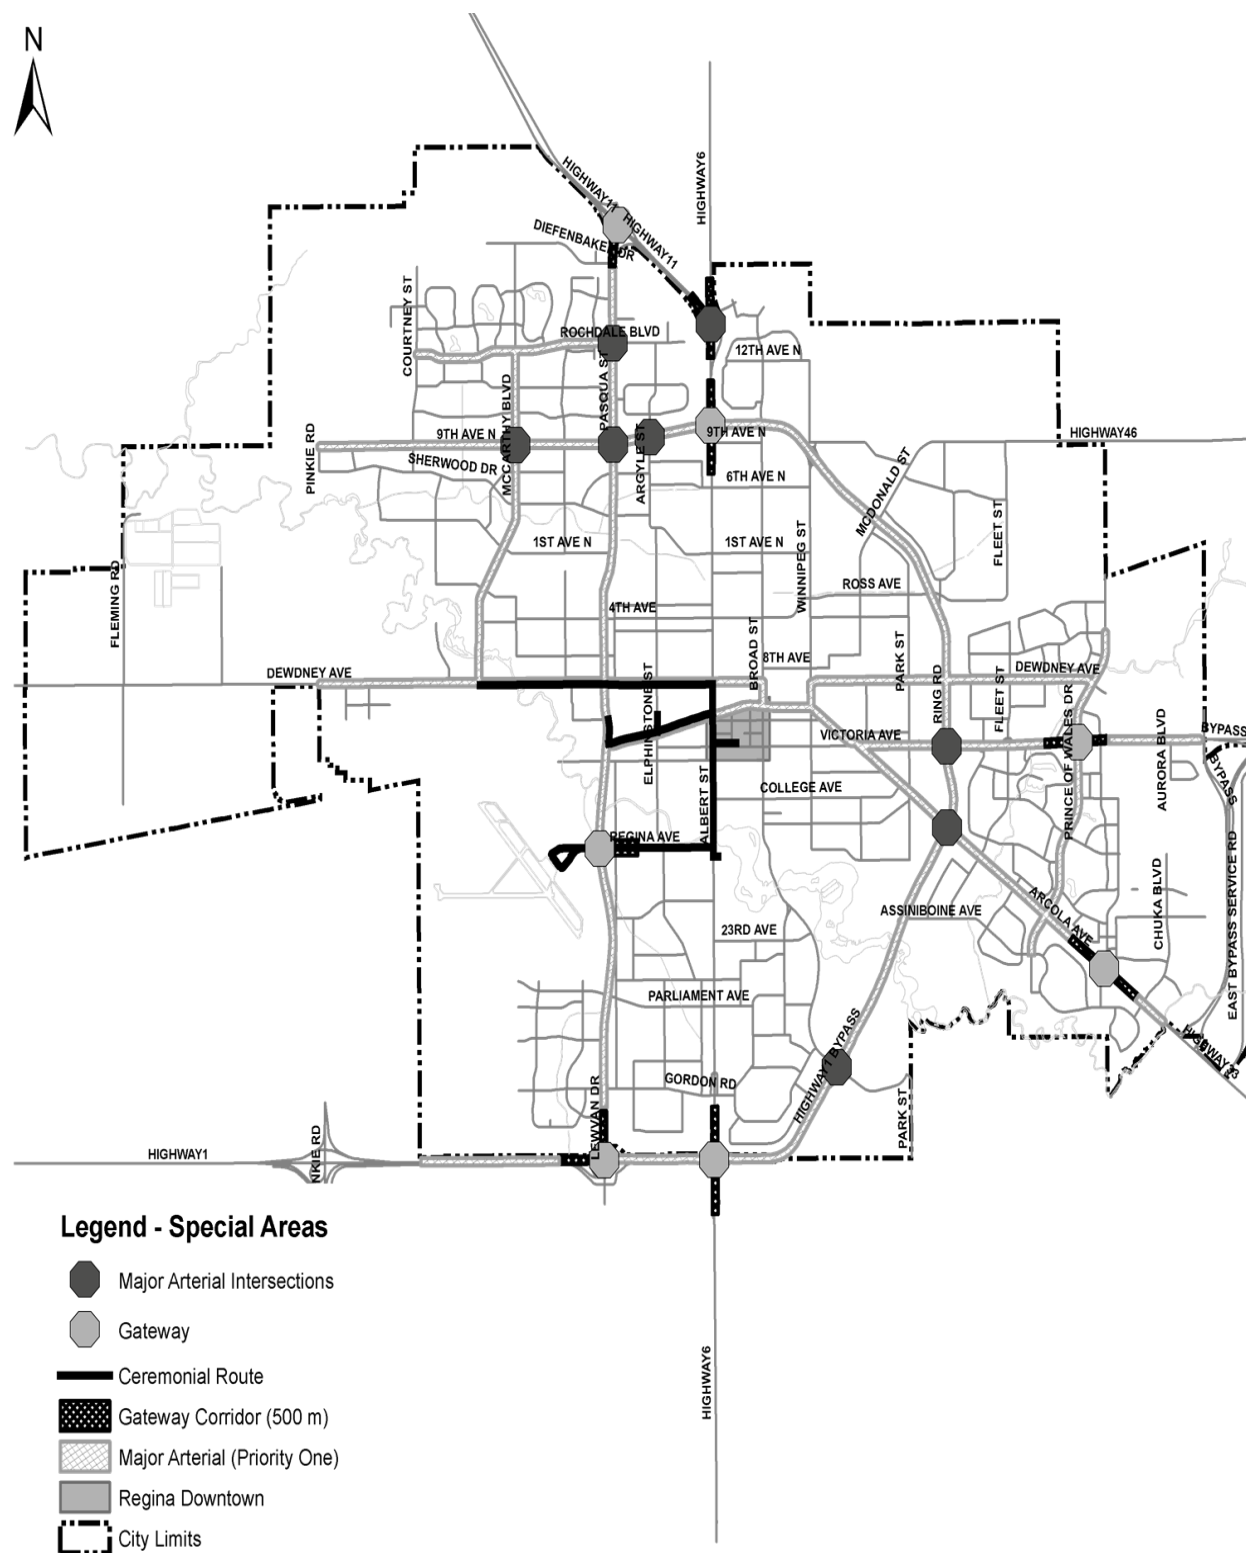 N
HIGHWAY11
HIGHWAY6
HIGHWAY11
DIEFENBAKER DR
COURTNEY ST
ROCHDALE BLVD
12TH AVE N
PASQUA ST
MCCARTHY BLVD
PINKIE RD
9TH AVE N
9TH AVE N
HIGHWAY46
SHERWOOD DR
ARGYLE ST
6TH AVE N
MCDONALD ST
FLEET ST
1ST AVE N
1ST AVE N
WINNIPEG ST
FLEMING RD
ROSS AVE
4TH AVE
BROAD ST
8TH AVE
PARK ST
DEWDNEY AVE
DEWDNEY AVE
ELPHINSTONE ST
RING RD
FLEET ST
PRINCE OF WALES DR
VICTORIA AVE
AURORA BLVD
BYPASS
BYPASS
ALBERT ST
COLLEGE AVE
REGINA AVE
EAST BYPASS SERVICE RD
ARCOLA AVE
CHUKA BLVD
ASSINIBOINE AVE
23RD AVE
PARLIAMENT AVE
HIGHWAY1 BYPASS
HIGHWAY33
GORDON RD
LEWVAN DR
PARK ST
HIGHWAY1
NKIE RD
HIGHWAY6
Legend - Special Areas
Major Arterial Intersections
Gateway
Ceremonial Route
Gateway Corridor (500 m)
Major Arterial (Priority One)
Regina Downtown
City Limits